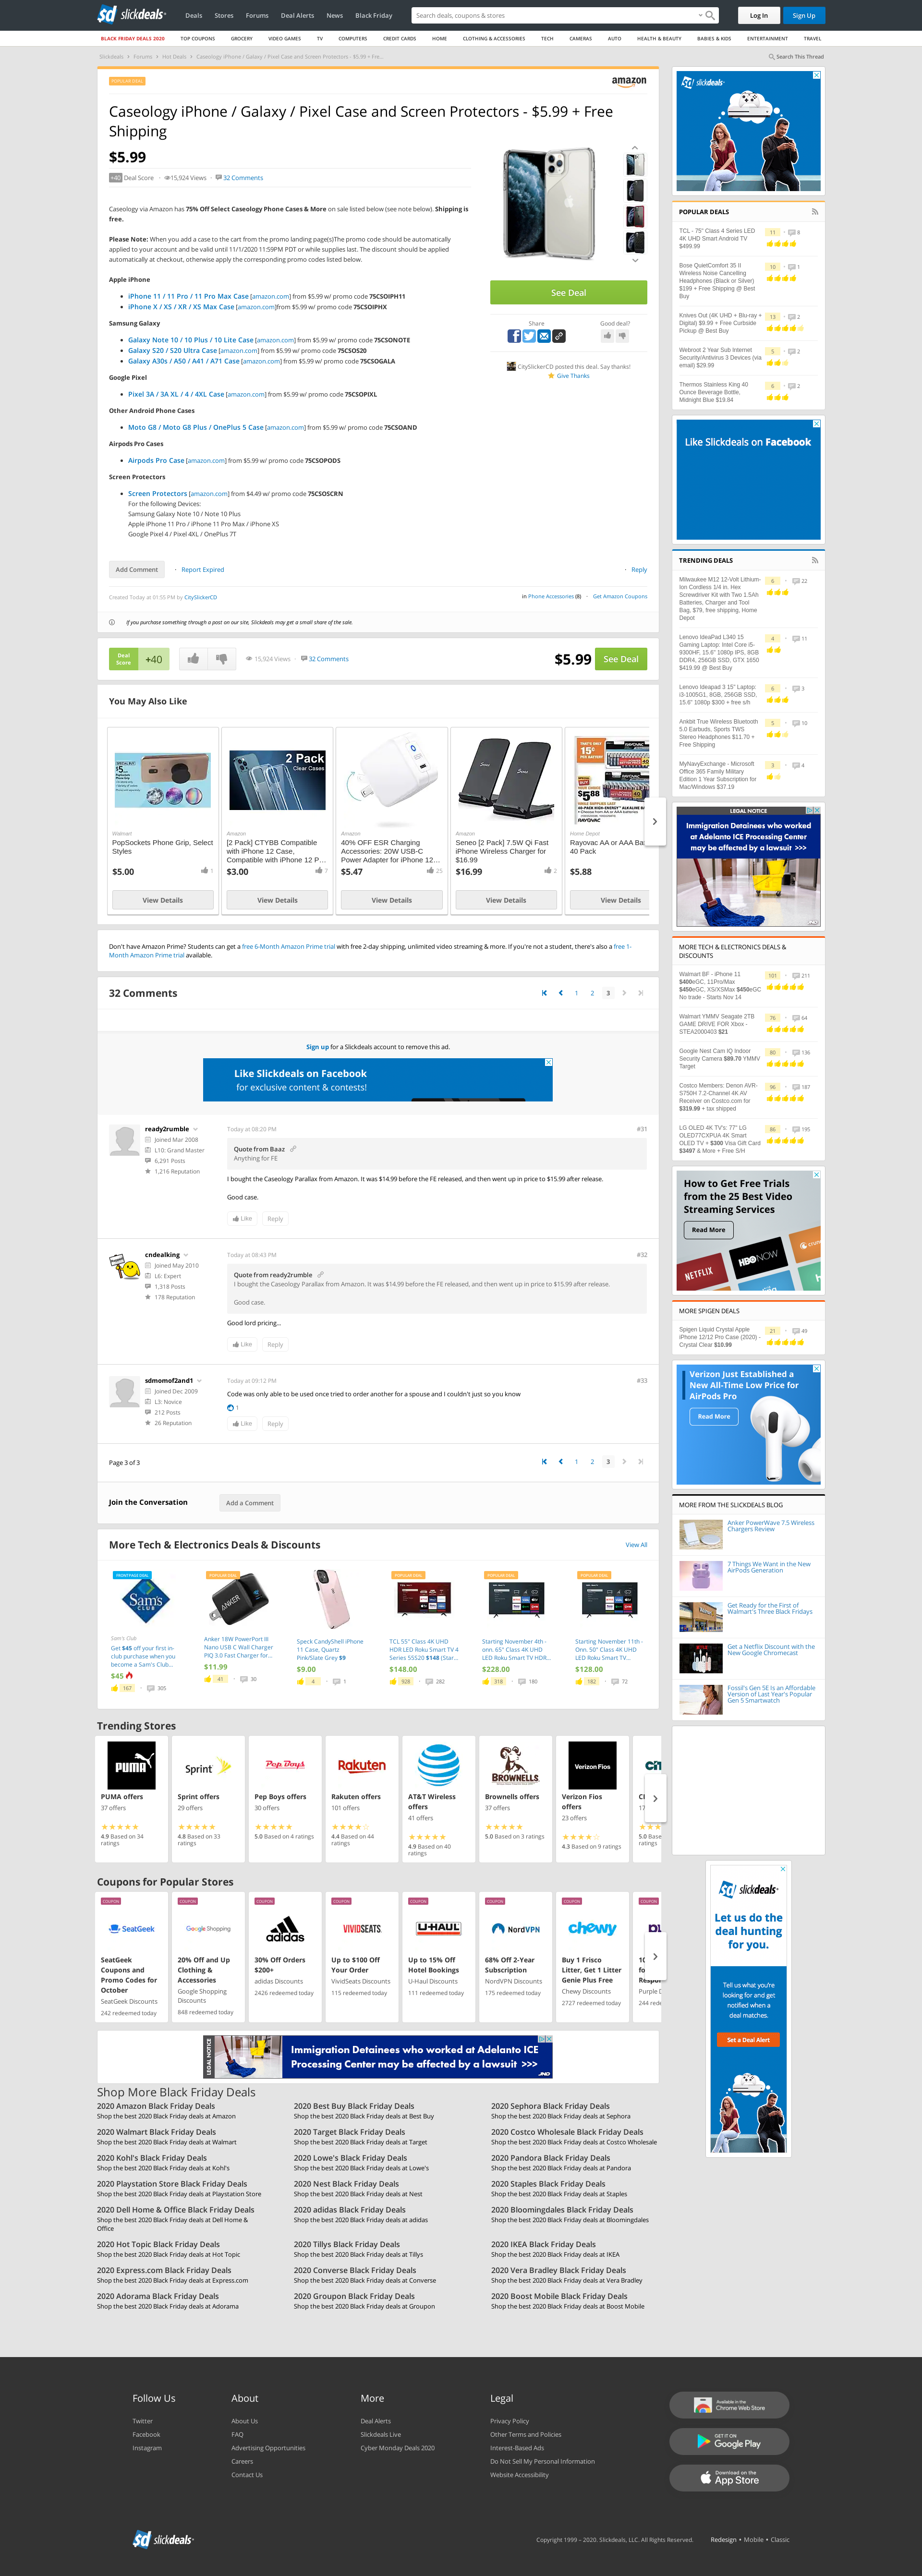 slickdeals
Deals
Stores
Forums
Deal Alerts
News
Black Friday
Search deals, coupons & stores
Log In
Sign Up
BLACK FRIDAY DEALS 2020
TOP COUPONS
GROCERY
VIDEO GAMES
TV
COMPUTERS
CREDIT CARDS
HOME
CLOTHING & ACCESSORIES
TECH
CAMERAS
AUTO
HEALTH & BEAUTY
BABIES & KIDS
ENTERTAINMENT
TRAVEL
Slickdeals
Forums
Hot Deals
Caseology iPhone / Galaxy / Pixel Case and Screen Protectors - $5.99 + Fre...
Search This Thread
POPULAR DEAL
amazon
Caseology iPhone / Galaxy / Pixel Case and Screen Protectors - $5.99 + Free
Shipping
$5.99
+40 Deal Score
15,924 Views
32 Comments
Caseology via Amazon has 75% Off Select Caseology Phone Cases & More on sale listed below (see note below). Shipping is
free.
Please Note: When you add a case to the cart from the promo landing page(s)The promo code should be automatically
applied to your account and be valid until 11/1/2020 11:59PM PDT or while supplies last. The discount should be applied
automatically at checkout, otherwise apply the corresponding promo codes listed below.
Apple iPhone
iPhone 11 / 11 Pro / 11 Pro Max Case [amazon.com] from $5.99 w/ promo code 75CSOIPH11
iPhone X / XS / XR / XS Max Case [amazon.com]from $5.99 w/ promo code 75CSOIPHX
Samsung Galaxy
Galaxy Note 10 / 10 Plus / 10 Lite Case [amazon.com] from $5.99 w/ promo code 75CSONOTE
Galaxy S20 / S20 Ultra Case [amazon.com] from $5.99 w/ promo code 75CSOS20
Galaxy A30s / A50 / A41 / A71 Case [amazon.com] from $5.99 w/ promo code 75CSOGALA
Google Pixel
Pixel 3A / 3A XL / 4 / 4XL Case [amazon.com] from $5.99 w/ promo code 75CSOPIXL
Other Android Phone Cases
Moto G8 / Moto G8 Plus / OnePlus 5 Case [amazon.com] from $5.99 w/ promo code 75CSOAND
Airpods Pro Cases
Airpods Pro Case [amazon.com] from $5.99 w/ promo code 75CSOPODS
Screen Protectors
Screen Protectors [amazon.com] from $4.49 w/ promo code 75CSOSCRN
For the following Devices:
Samsung Galaxy Note 10 / Note 10 Plus
Apple iPhone 11 Pro / iPhone 11 Pro Max / iPhone XS
Google Pixel 4 / Pixel 4XL / OnePlus 7T
See Deal
Share
Good deal?
CitySlickerCD posted this deal. Say thanks!
Give Thanks
Add Comment
Report Expired
Reply
Created Today at 01:55 PM by CitySlickerCD
in Phone Accessories (8)
Get Amazon Coupons
If you purchase something through a post on our site, Slickdeals may get a small share of the sale.
Deal
Score
+40
15,924 Views
32 Comments
$5.99
See Deal
You May Also Like
Walmart
PopSockets Phone Grip, Select
Styles
$5.00
1
View Details
2 Pack
Clear Cases
Amazon
[2 Pack] CTYBB Compatible
with iPhone 12 Case,
Compatible with iPhone 12 P...
$3.00
7
View Details
Amazon
40% OFF ESR Charging
Accessories: 20W USB-C
Power Adapter for iPhone 12...
$5.47
25
View Details
Amazon
Seneo [2 Pack] 7.5W Qi Fast
iPhone Wireless Charger for
$16.99
$16.99
2
View Details
Home Depot
Rayovac AA or AAA Ba
40 Pack
$5.88
View Details
Don't have Amazon Prime? Students can get a free 6-Month Amazon Prime trial with free 2-day shipping, unlimited video streaming & more. If you're not a student, there's also a free 1-
Month Amazon Prime trial available.
32 Comments
1
2
3
Sign up for a Slickdeals account to remove this ad.
Like Slickdeals on Facebook
for exclusive content & contests!
ready2rumble
Joined Mar 2008
L10: Grand Master
6,291 Posts
1,216 Reputation
Today at 08:20 PM
#31
Quote from Baaz
Anything for FE
I bought the Caseology Parallax from Amazon. It was $14.99 before the FE released, and then went up in price to $15.99 after release.
Good case.
Like
Reply
cndealking
Joined May 2010
L6: Expert
1,318 Posts
178 Reputation
Today at 08:43 PM
#32
Quote from ready2rumble
I bought the Caseology Parallax from Amazon. It was $14.99 before the FE released, and then went up in price to $15.99 after release.
Good case.
Good lord pricing...
Like
Reply
sdmomof2and1
Joined Dec 2009
L3: Novice
212 Posts
26 Reputation
Today at 09:12 PM
#33
Code was only able to be used once tried to order another for a spouse and I couldn't just so you know
1
Like
Reply
Page 3 of 3
1
2
3
Join the Conversation
Add a Comment
More Tech & Electronics Deals & Discounts
View All
FRONTPAGE DEAL
Sam's
CLUB
Sam's Club
Get $45 off your first in-
club purchase when you
become a Sam's Club...
$45
167
305
POPULAR DEAL
ANKER
Anker 18W PowerPort III
Nano USB C Wall Charger
PIQ 3.0 Fast Charger for...
$11.99
41
30
Speck CandyShell iPhone
11 Case, Quartz
Pink/Slate Grey $9
$9.00
4
1
POPULAR DEAL
TCL 55" Class 4K UHD
HDR LED Roku Smart TV 4
Series 55S20 $148 (Star...
$148.00
928
282
POPULAR DEAL
Starting November 4th -
onn. 65" Class 4K UHD
LED Roku Smart TV HDR...
$228.00
318
180
POPULAR DEAL
Starting November 11th -
Onn. 50" Class 4K UHD
LED Roku Smart TV...
$128.00
182
72
Trending Stores
PUMA
PUMA offers
37 offers
4.9 Based on 34
ratings
Sprint
Sprint offers
29 offers
4.8 Based on 33
ratings
Pep Boys
Pep Boys offers
30 offers
5.0 Based on 4 ratings
Rakuten
Rakuten offers
101 offers
4.4 Based on 44
ratings
AT&T Wireless
offers
41 offers
4.9 Based on 40
ratings
BROWNELLS
Brownells offers
37 offers
5.0 Based on 3 ratings
Verizon Fios
Verizon Fios
offers
23 offers
4.3 Based on 9 ratings
5.0 Base
ratings
Coupons for Popular Stores
COUPON
SeatGeek
SeatGeek
Coupons and
Promo Codes for
October
SeatGeek Discounts
242 redeemed today
COUPON
Google Shopping
20% Off and Up
Clothing &
Accessories
Google Shopping
Discounts
848 redeemed today
COUPON
adidas
30% Off Orders
$200+
adidas Discounts
2426 redeemed today
COUPON
VIVIDSEATS
Up to $100 Off
Your Order
VividSeats Discounts
115 redeemed today
COUPON
U-HAUL
Up to 15% Off
Hotel Bookings
U-Haul Discounts
111 redeemed today
COUPON
NordVPN
68% Off 2-Year
Subscription
NordVPN Discounts
175 redeemed today
COUPON
chewy
Buy 1 Frisco
Litter, Get 1 Litter
Genie Plus Free
Chewy Discounts
2727 redeemed today
COUPON
Purple D
244 rede
LEGAL NOTICE
Immigration Detainees who worked at Adelanto ICE
Processing Center may be affected by a lawsuit >>>
JND
Shop More Black Friday Deals
2020 Amazon Black Friday Deals
Shop the best 2020 Black Friday deals at Amazon
2020 Best Buy Black Friday Deals
Shop the best 2020 Black Friday deals at Best Buy
2020 Sephora Black Friday Deals
Shop the best 2020 Black Friday deals at Sephora
2020 Walmart Black Friday Deals
Shop the best 2020 Black Friday deals at Walmart
2020 Target Black Friday Deals
Shop the best 2020 Black Friday deals at Target
2020 Costco Wholesale Black Friday Deals
Shop the best 2020 Black Friday deals at Costco Wholesale
2020 Kohl's Black Friday Deals
Shop the best 2020 Black Friday deals at Kohl's
2020 Lowe's Black Friday Deals
Shop the best 2020 Black Friday deals at Lowe's
2020 Pandora Black Friday Deals
Shop the best 2020 Black Friday deals at Pandora
2020 Playstation Store Black Friday Deals
Shop the best 2020 Black Friday deals at Playstation Store
2020 Nest Black Friday Deals
Shop the best 2020 Black Friday deals at Nest
2020 Staples Black Friday Deals
Shop the best 2020 Black Friday deals at Staples
2020 Dell Home & Office Black Friday Deals
Shop the best 2020 Black Friday deals at Dell Home &
Office
2020 adidas Black Friday Deals
Shop the best 2020 Black Friday deals at adidas
2020 Bloomingdales Black Friday Deals
Shop the best 2020 Black Friday deals at Bloomingdales
2020 Hot Topic Black Friday Deals
Shop the best 2020 Black Friday deals at Hot Topic
2020 Tillys Black Friday Deals
Shop the best 2020 Black Friday deals at Tillys
2020 IKEA Black Friday Deals
Shop the best 2020 Black Friday deals at IKEA
2020 Express.com Black Friday Deals
Shop the best 2020 Black Friday deals at Express.com
2020 Converse Black Friday Deals
Shop the best 2020 Black Friday deals at Converse
2020 Vera Bradley Black Friday Deals
Shop the best 2020 Black Friday deals at Vera Bradley
2020 Adorama Black Friday Deals
Shop the best 2020 Black Friday deals at Adorama
2020 Groupon Black Friday Deals
Shop the best 2020 Black Friday deals at Groupon
2020 Boost Mobile Black Friday Deals
Shop the best 2020 Black Friday deals at Boost Mobile
slickdeals
POPULAR DEALS
TCL - 75" Class 4 Series LED
4K UHD Smart Android TV
$499.99
11
8
Bose QuietComfort 35 II
Wireless Noise Cancelling
Headphones (Black or Silver)
$199 + Free Shipping @ Best
Buy
10
1
Knives Out (4K UHD + Blu-ray +
Digital) $9.99 + Free Curbside
Pickup @ Best Buy
13
2
Webroot 2 Year Sub Internet
Security/Antivirus 3 Devices (via
email) $29.99
5
2
Thermos Stainless King 40
Ounce Beverage Bottle,
Midnight Blue $19.84
6
2
Like Slickdeals on Facebook
TRENDING DEALS
Milwaukee M12 12-Volt Lithium-
Ion Cordless 1/4 in. Hex
Screwdriver Kit with Two 1.5Ah
Batteries, Charger and Tool
Bag, $79, free shipping, Home
Depot
6
22
Lenovo IdeaPad L340 15
Gaming Laptop: Intel Core i5-
9300HF, 15.6" 1080p IPS, 8GB
DDR4, 256GB SSD, GTX 1650
$419.99 @ Best Buy
4
11
Lenovo Ideapad 3 15" Laptop:
i3-1005G1, 8GB, 256GB SSD,
15.6" 1080p $300 + free s/h
6
3
Ankbit True Wireless Bluetooth
5.0 Earbuds, Sports TWS
Stereo Headphones $11.70 +
Free Shipping
5
10
MyNavyExchange - Microsoft
Office 365 Family Military
Edition 1 Year Subscription for
Mac/Windows $37.19
3
4
LEGAL NOTICE
Immigration Detainees who worked
at Adelanto ICE Processing Center
may be affected by a lawsuit >>>
JND
MORE TECH & ELECTRONICS DEALS &
DISCOUNTS
Walmart BF - iPhone 11
$400eGC, 11Pro/Max
$450eGC, XS/XSMax $450eGC
No trade - Starts Nov 14
101
211
Walmart YMMV Seagate 2TB
GAME DRIVE FOR Xbox -
STEA2000403 $21
76
64
Google Nest Cam IQ Indoor
Security Camera $89.70 YMMV
Target
80
136
Costco Members: Denon AVR-
S750H 7.2-Channel 4K AV
Receiver on Costco.com for
$319.99 + tax shipped
96
187
LG OLED 4K TV's: 77" LG
OLED77CXPUA 4K Smart
OLED TV + $300 Visa Gift Card
$3497 & More + Free S/H
86
195
How to Get Free Trials
from the 25 Best Video
Streaming Services
Read More
NETFLIX
HBO NOW
MORE SPIGEN DEALS
Spigen Liquid Crystal Apple
iPhone 12/12 Pro Case (2020) -
Crystal Clear $10.99
21
49
Verizon Just Established a
New All-Time Low Price for
AirPods Pro
Read More
MORE FROM THE SLICKDEALS BLOG
Anker PowerWave 7.5 Wireless
Chargers Review
7 Things We Want in the New
AirPods Generation
Get Ready for the First of
Walmart's Three Black Fridays
Get a Netflix Discount with the
New Google Chromecast
Fossil's Gen 5E Is an Affordable
Version of Last Year's Popular
Gen 5 Smartwatch
slickdeals
Let us do the
deal hunting
for you.
Tell us what you're
looking for and get
notified when a
deal matches.
Set a Deal Alert
Follow Us
Twitter
Facebook
Instagram
About
About Us
FAQ
Advertising Opportunities
Careers
Contact Us
More
Deal Alerts
Slickdeals Live
Cyber Monday Deals 2020
Legal
Privacy Policy
Other Terms and Policies
Interest-Based Ads
Do Not Sell My Personal Information
Website Accessibility
Available in the
Chrome Web Store
GET IT ON
Google Play
Download on the
App Store
slickdeals
Copyright 1999 - 2020. Slickdeals, LLC. All Rights Reserved.
Redesign • Mobile • Classic